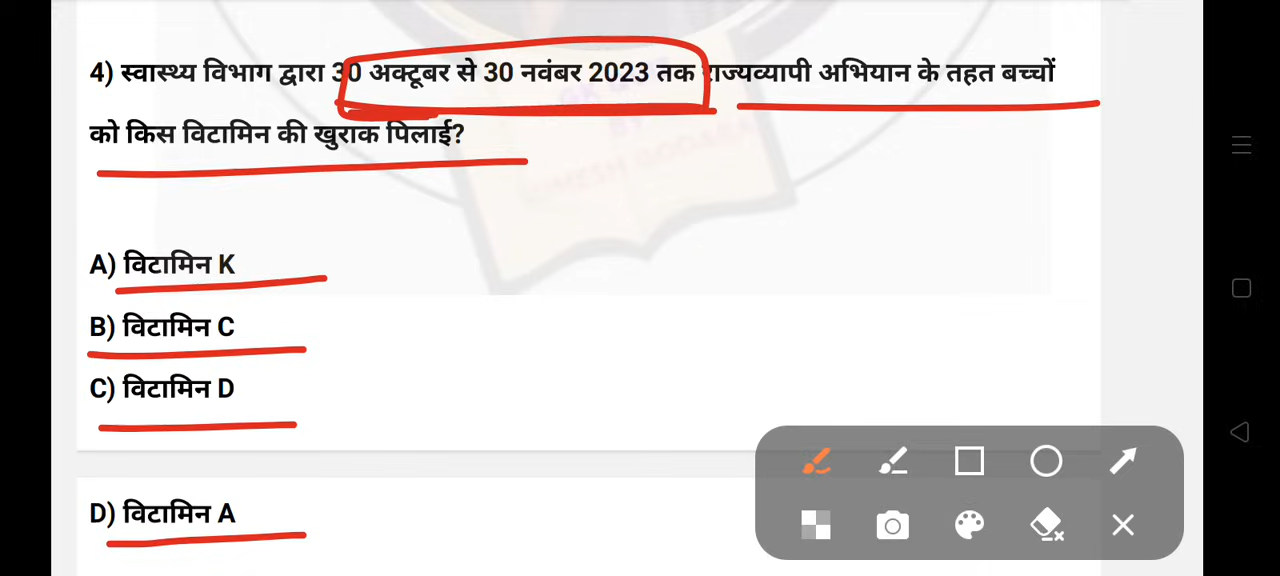 4) स्वास्थ्य विभाग द्वारा 30 अक्टूबर से 30 नवंबर 2023 तक राज्यव्यापी अभियान के तहत बच्चों
को किस विटामिन की खुराक पिलाई?
A) विटामिन K
B) विटामिन C
C) विटामिन D
D) विटामिन A